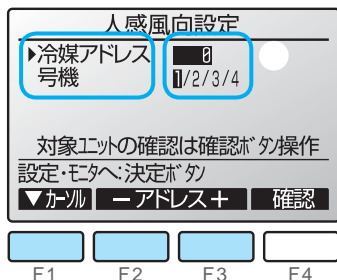 人感風向設定
▶冷媒アドレス 0
号機 1/2/3/4
対象ユニットの確認は確認ボタン操作
設定・モニタへ:決定ボタン
▼カーソル ーアドレス+ 確認
F1 F2 F3 F4